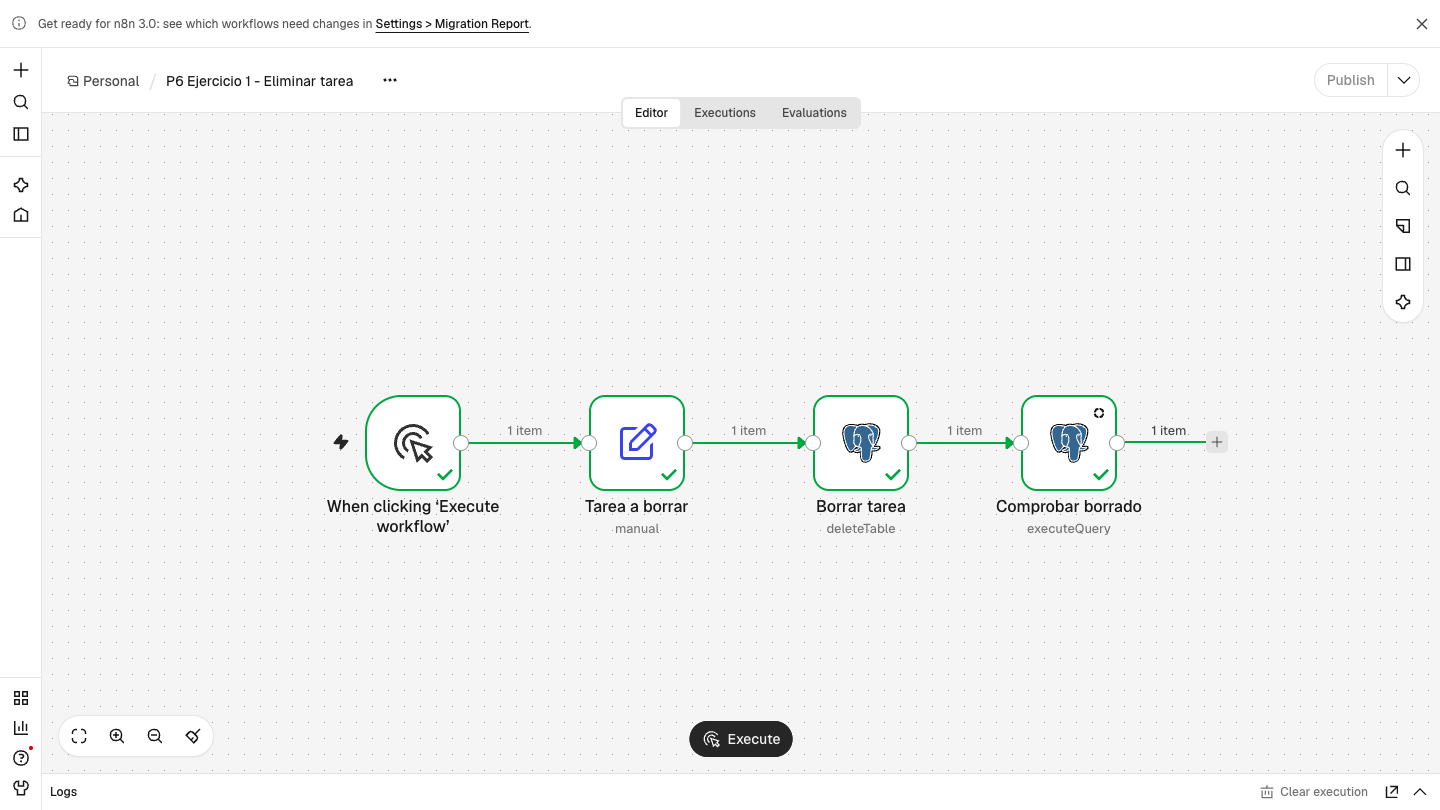 Get ready for n8n 3.0: see which workflows need changes in Settings > Migration Report.
Personal / P6 Ejercicio 1 - Eliminar tarea ···
Publish
Editor Executions Evaluations
1 item 1 item 1 item 1 item
When clicking ‘Execute workflow’
Tarea a borrar
manual
Borrar tarea
deleteTable
Comprobar borrado
executeQuery
Execute
Logs
Clear execution